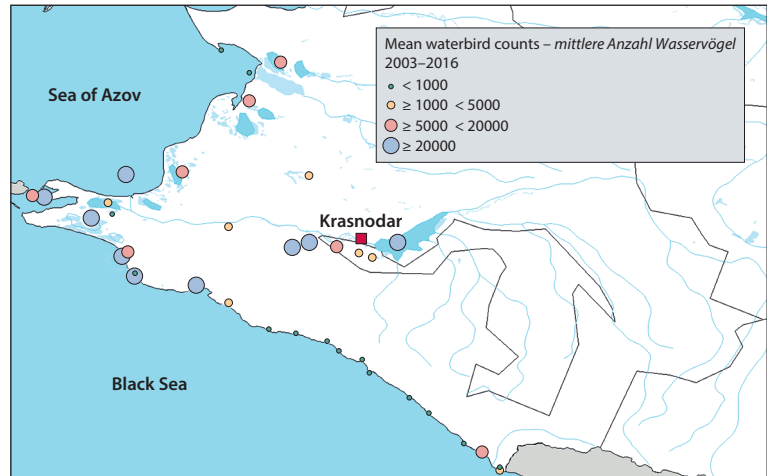 Mean waterbird counts – mittlere Anzahl Wasservögel
2003–2016
< 1000
≥ 1000 < 5000
≥ 5000 < 20000
≥ 20000
Sea of Azov
Krasnodar
Black Sea